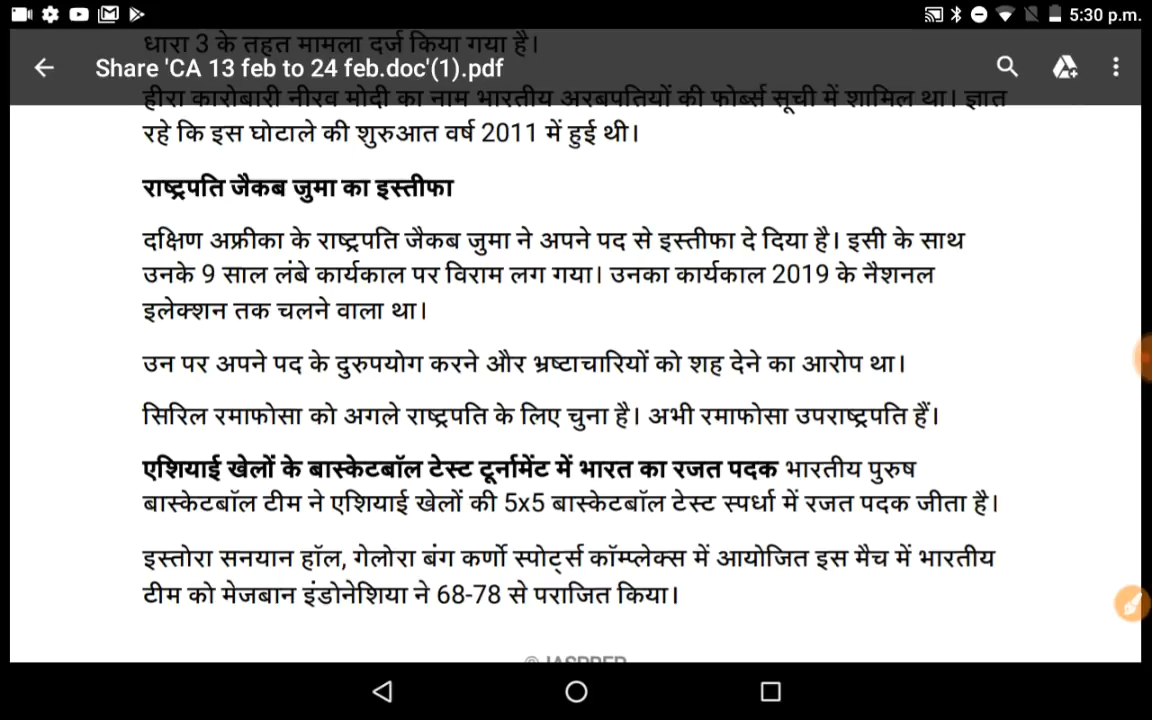 5:30 p.m.
धारा 3 के तहत मामला दर्ज किया गया है।
Share 'CA 13 feb to 24 feb.doc'(1).pdf
हीरा कारोबारी नीरव मोदी का नाम भारतीय अरबपतियों की फोर्ब्स सूची में शामिल था। ज्ञात
रहे कि इस घोटाले की शुरुआत वर्ष 2011 में हुई थी।
राष्ट्रपति जैकब जुमा का इस्तीफा
दक्षिण अफ्रीका के राष्ट्रपति जैकब जुमा ने अपने पद से इस्तीफा दे दिया है। इसी के साथ
उनके 9 साल लंबे कार्यकाल पर विराम लग गया। उनका कार्यकाल 2019 के नैशनल
इलेक्शन तक चलने वाला था।
उन पर अपने पद के दुरुपयोग करने और भ्रष्टाचारियों को शह देने का आरोप था।
सिरिल रमाफोसा को अगले राष्ट्रपति के लिए चुना है। अभी रमाफोसा उपराष्ट्रपति हैं।
एशियाई खेलों के बास्केटबॉल टेस्ट टूर्नामेंट में भारत का रजत पदक भारतीय पुरुष
बास्केटबॉल टीम ने एशियाई खेलों की 5x5 बास्केटबॉल टेस्ट स्पर्धा में रजत पदक जीता है।
इस्तोरा सनयान हॉल, गेलोरा बंग कर्णो स्पोर्ट्स कॉम्प्लेक्स में आयोजित इस मैच में भारतीय
टीम को मेजबान इंडोनेशिया ने 68-78 से पराजित किया।